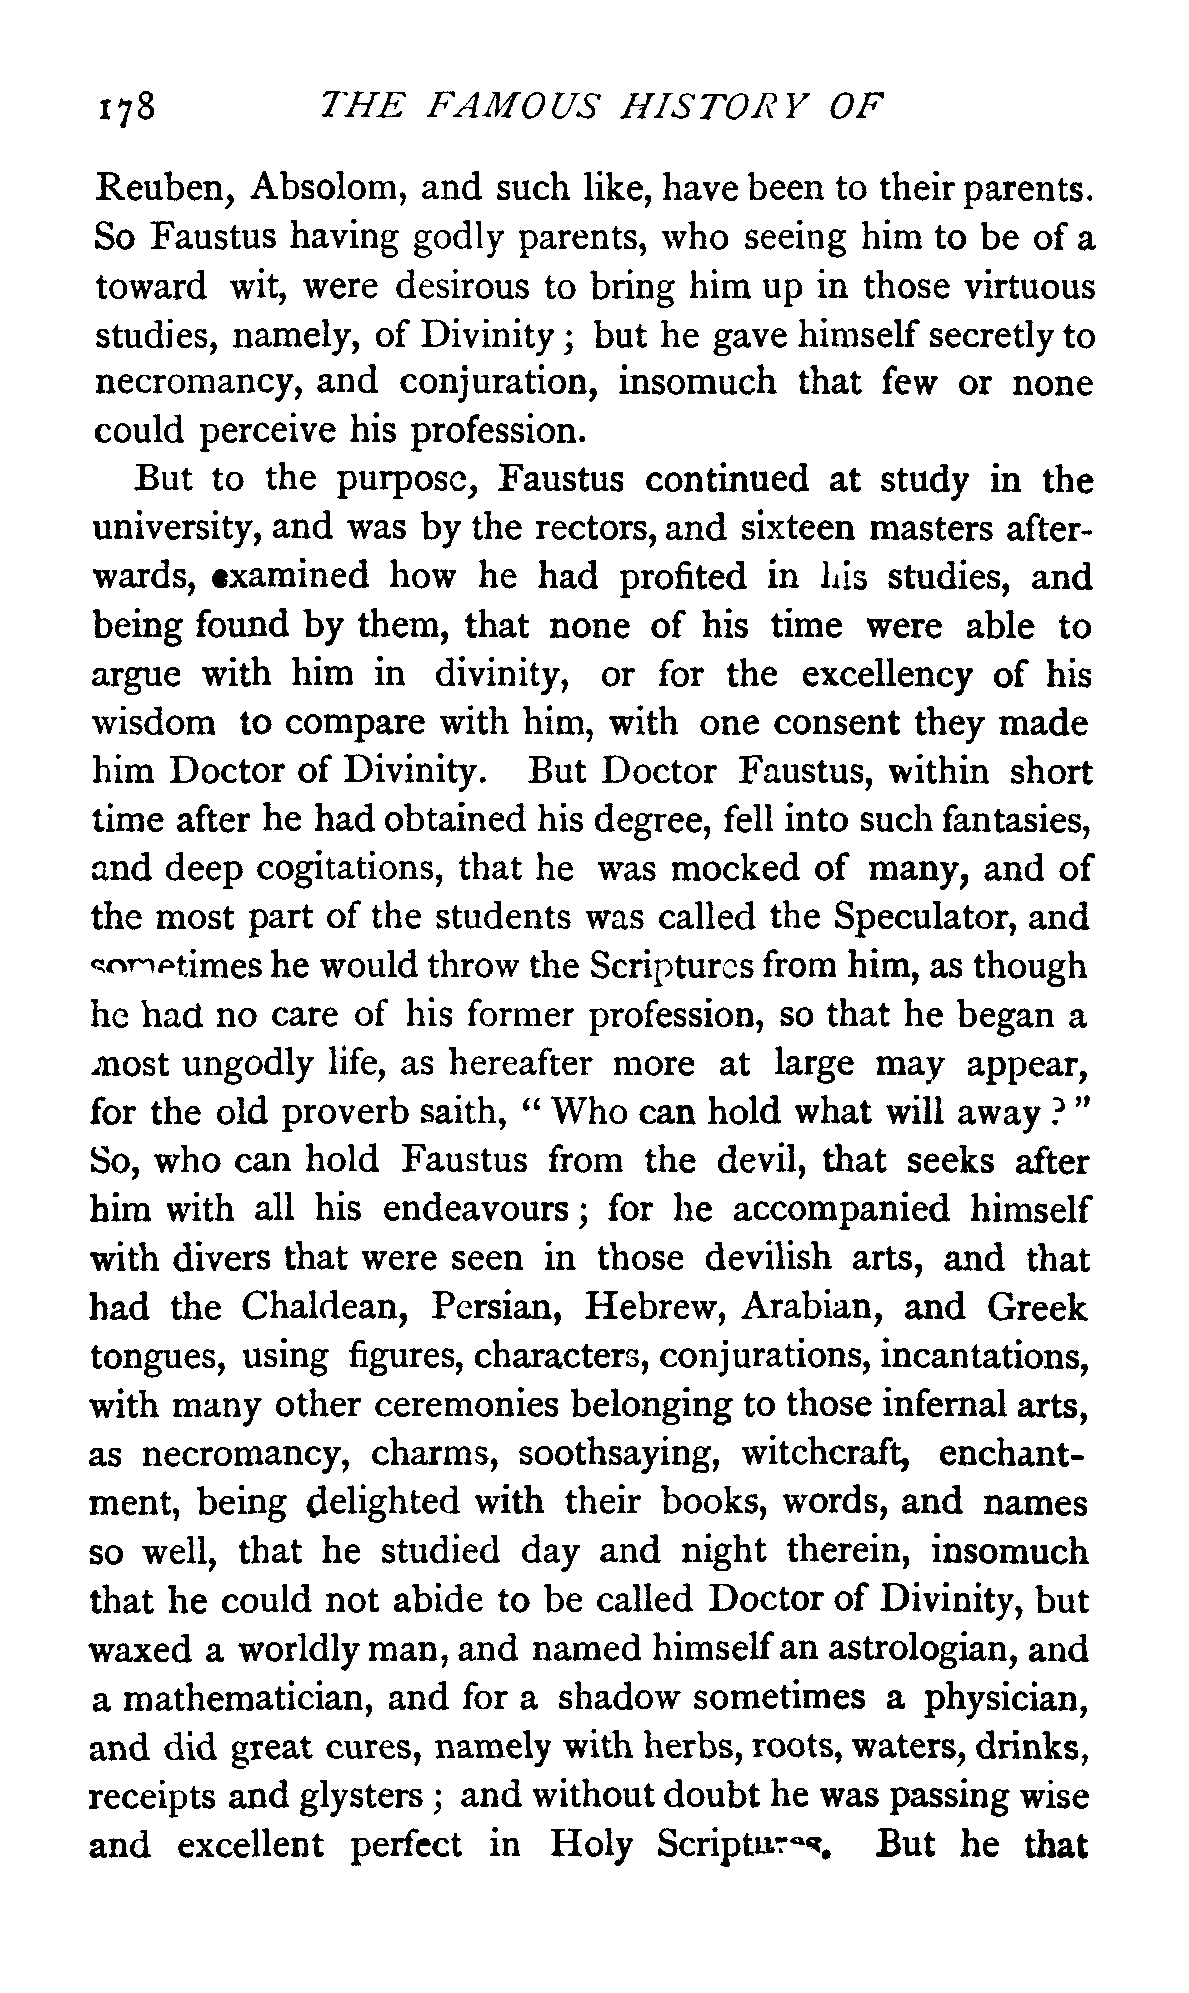 178 THE FAMOUS HISTORY OF
Reuben, Absolom, and such like, have been to their parents.
So Faustus having godly parents, who seeing him to be of a
toward wit, were desirous to bring him up in those virtuous
studies, namely, of Divinity ; but he gave himself secretly to
necromancy, and conjuration, insomuch that few or none
could perceive his profession.
But to the purpose, Faustus continued at study in the
university, and was by the rectors, and sixteen masters after-
wards, examined how he had profited in his studies, and
being found by them, that none of his time were able to
argue with him in divinity, or for the excellency of his
wisdom to compare with him, with one consent they made
him Doctor of Divinity. But Doctor Faustus, within short
time after he had obtained his degree, fell into such fantasies,
and deep cogitations, that he was mocked of many, and of
the most part of the students was called the Speculator, and
sometimes he would throw the Scriptures from him, as though
he had no care of his former profession, so that he began a
most ungodly life, as hereafter more at large may appear,
for the old proverb saith, “ Who can hold what will away ? ”
So, who can hold Faustus from the devil, that seeks after
him with all his endeavours ; for he accompanied himself
with divers that were seen in those devilish arts, and that
had the Chaldean, Persian, Hebrew, Arabian, and Greek
tongues, using figures, characters, conjurations, incantations,
with many other ceremonies belonging to those infernal arts,
as necromancy, charms, soothsaying, witchcraft, enchant-
ment, being delighted with their books, words, and names
so well, that he studied day and night therein, insomuch
that he could not abide to be called Doctor of Divinity, but
waxed a worldly man, and named himself an astrologian, and
a mathematician, and for a shadow sometimes a physician,
and did great cures, namely with herbs, roots, waters, drinks,
receipts and glysters ; and without doubt he was passing wise
and excellent perfect in Holy Scriptures. But he that